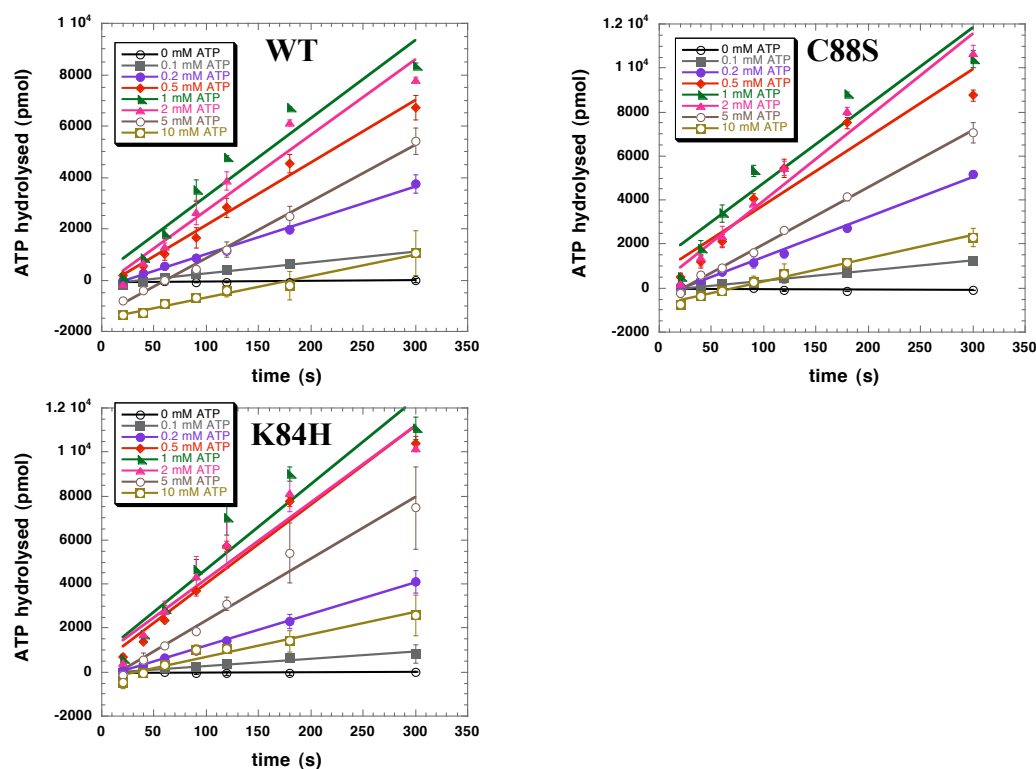 WT
1 10⁴
8000
6000
4000
2000
0
-2000
ATP hydrolysed (pmol)
0 mM ATP
0.1 mM ATP
0.2 mM ATP
0.5 mM ATP
1 mM ATP
2 mM ATP
5 mM ATP
10 mM ATP
0 50 100 150 200 250 300 350
time (s)
C88S
1.2 10⁴
1 10⁴
8000
6000
4000
2000
0
-2000
ATP hydrolysed (pmol)
0 mM ATP
0.1 mM ATP
0.2 mM ATP
0.5 mM ATP
1 mM ATP
2 mM ATP
5 mM ATP
10 mM ATP
0 50 100 150 200 250 300 350
time (s)
K84H
1.2 10⁴
1 10⁴
8000
6000
4000
2000
0
-2000
ATP hydrolysed (pmol)
0 mM ATP
0.1 mM ATP
0.2 mM ATP
0.5 mM ATP
1 mM ATP
2 mM ATP
5 mM ATP
10 mM ATP
0 50 100 150 200 250 300 350
time (s)